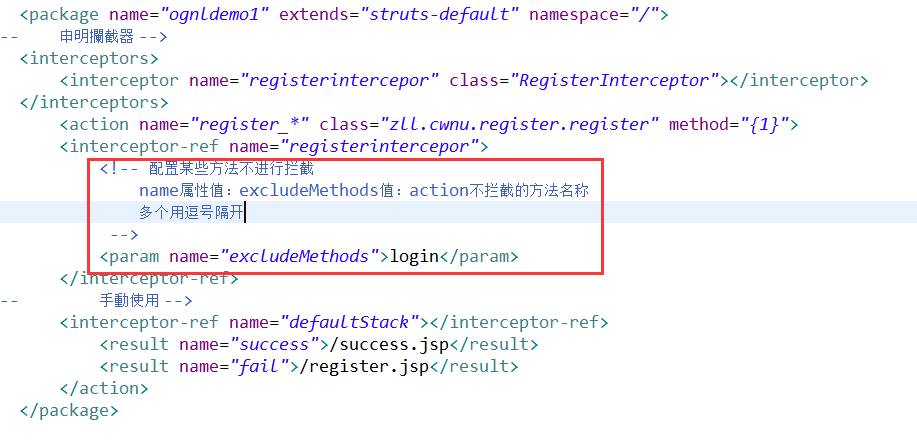 <package name="ognldemo1" extends="struts-default" namespace="/">
-- 申明攔截器 -->
<interceptors>
<interceptor name="registerintercepor" class="RegisterInterceptor"></interceptor>
</interceptors>
<action name="register_*" class="zll.cwnu.register.register" method="{1}">
<interceptor-ref name="registerintercepor">
<!-- 配置某些方法不进行拦截
name属性值：excludeMethods值：action不拦截的方法名称
多个用逗号隔开
-->
<param name="excludeMethods">login</param>
</interceptor-ref>
-- 手動使用 -->
<interceptor-ref name="defaultStack"></interceptor-ref>
<result name="success">/success.jsp</result>
<result name="fail">/register.jsp</result>
</action>
</package>